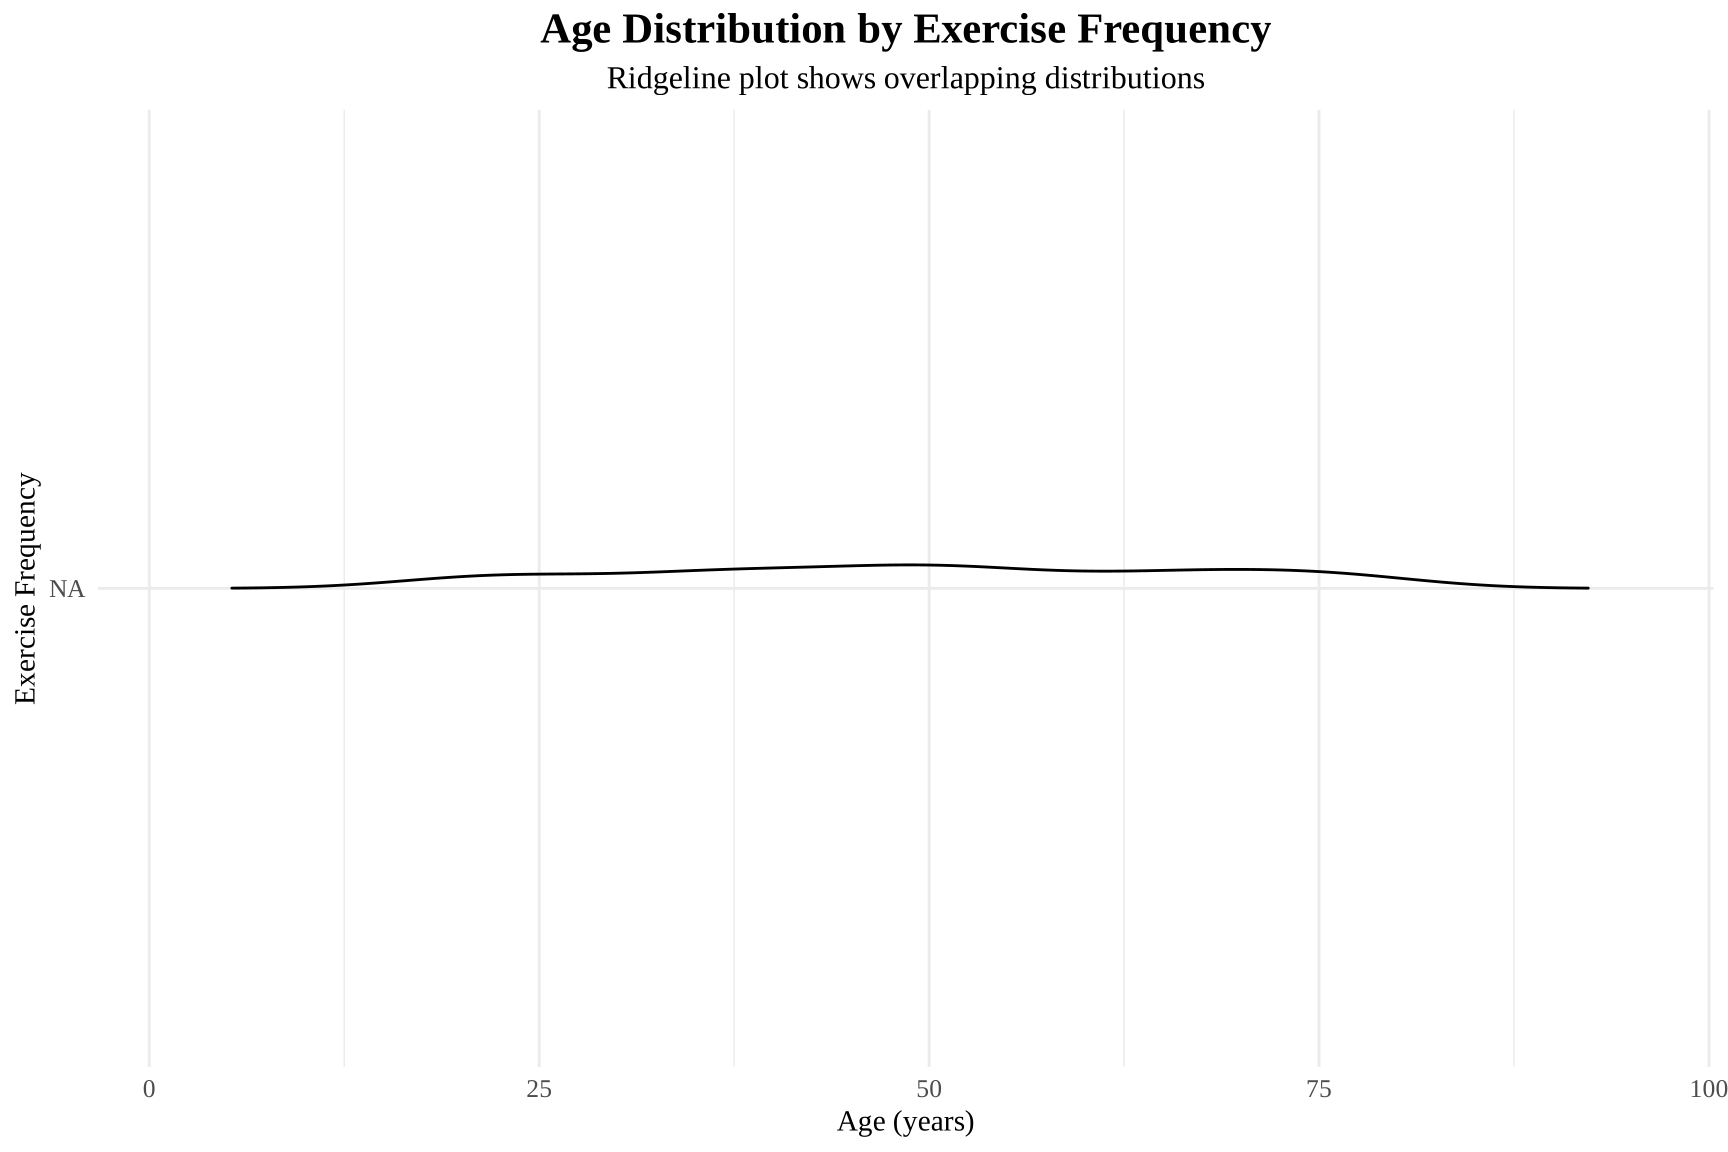 Age Distribution by Exercise Frequency
Ridgeline plot shows overlapping distributions
Exercise Frequency
NA
0 25 50 75 100
Age (years)